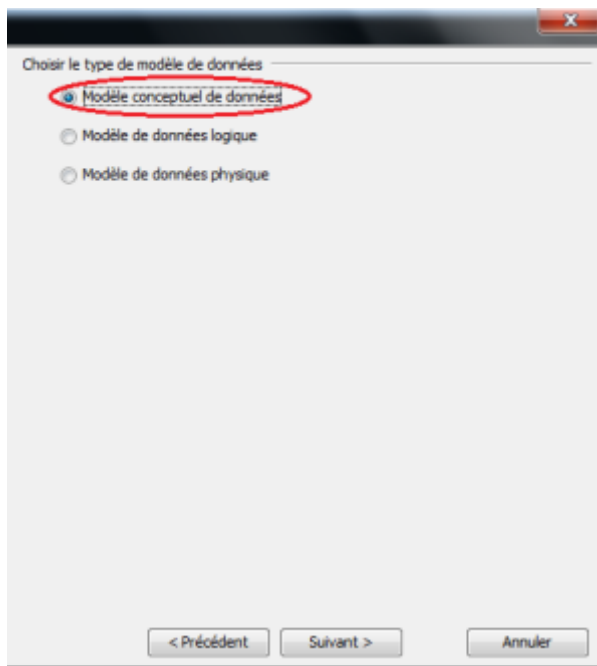 Choisir le type de modèle de données
Modèle conceptuel de données
Modèle de données logique
Modèle de données physique
< Précédent Suivant > Annuler